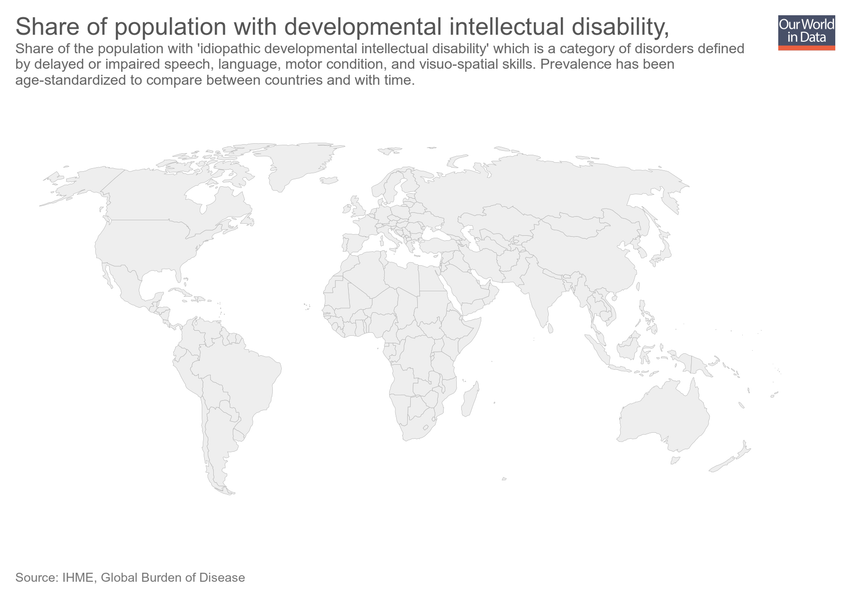 Share of population with developmental intellectual disability,
Our World
in Data
Share of the population with 'idiopathic developmental intellectual disability' which is a category of disorders defined
by delayed or impaired speech, language, motor condition, and visuo-spatial skills. Prevalence has been
age-standardized to compare between countries and with time.
Source: IHME, Global Burden of Disease